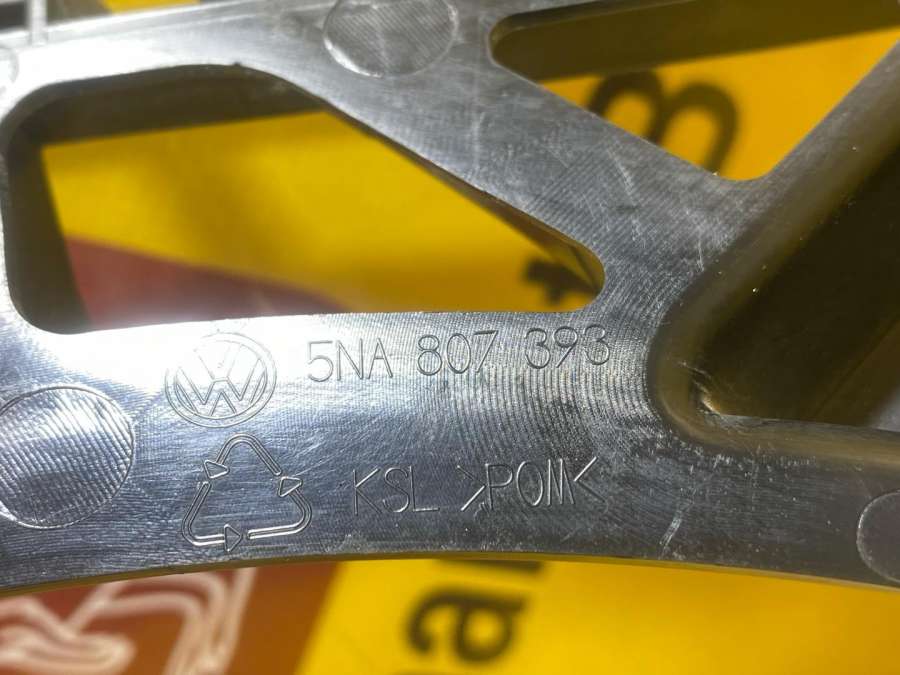 5NA 807 393
KSL >POM<